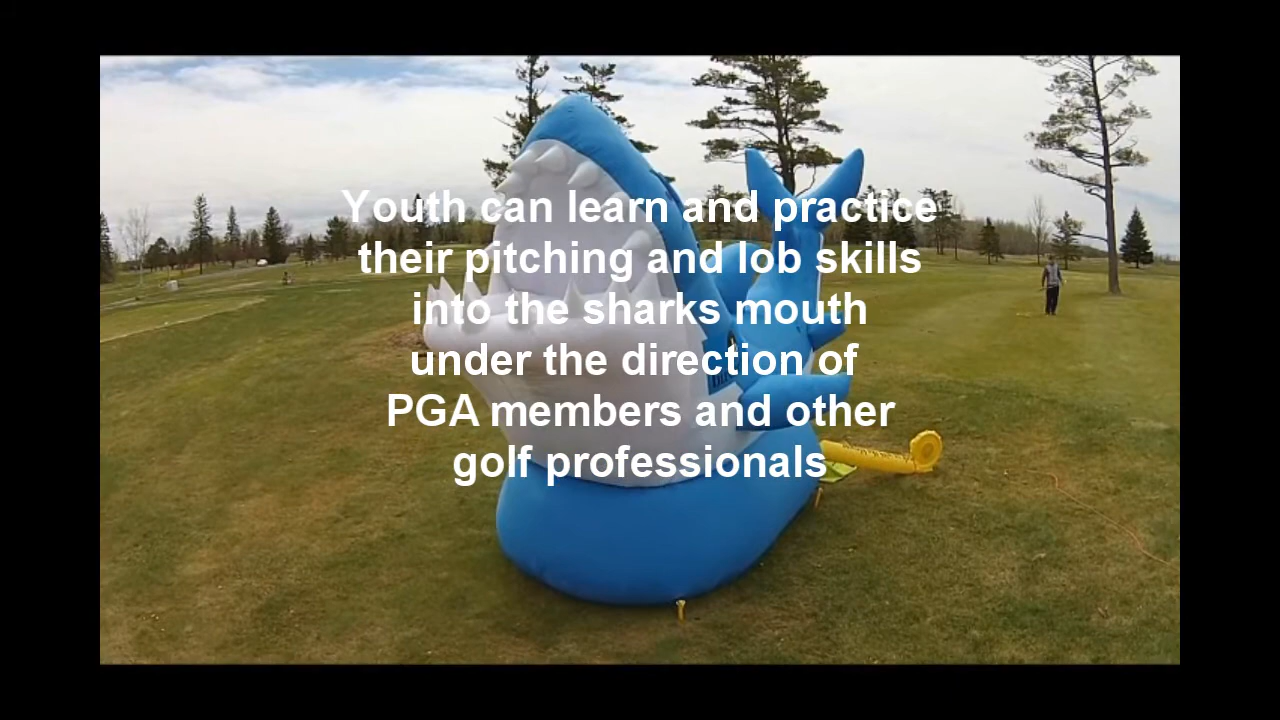 Youth can learn and practice
their pitching and lob skills
into the sharks mouth
under the direction of
PGA members and other
golf professionals